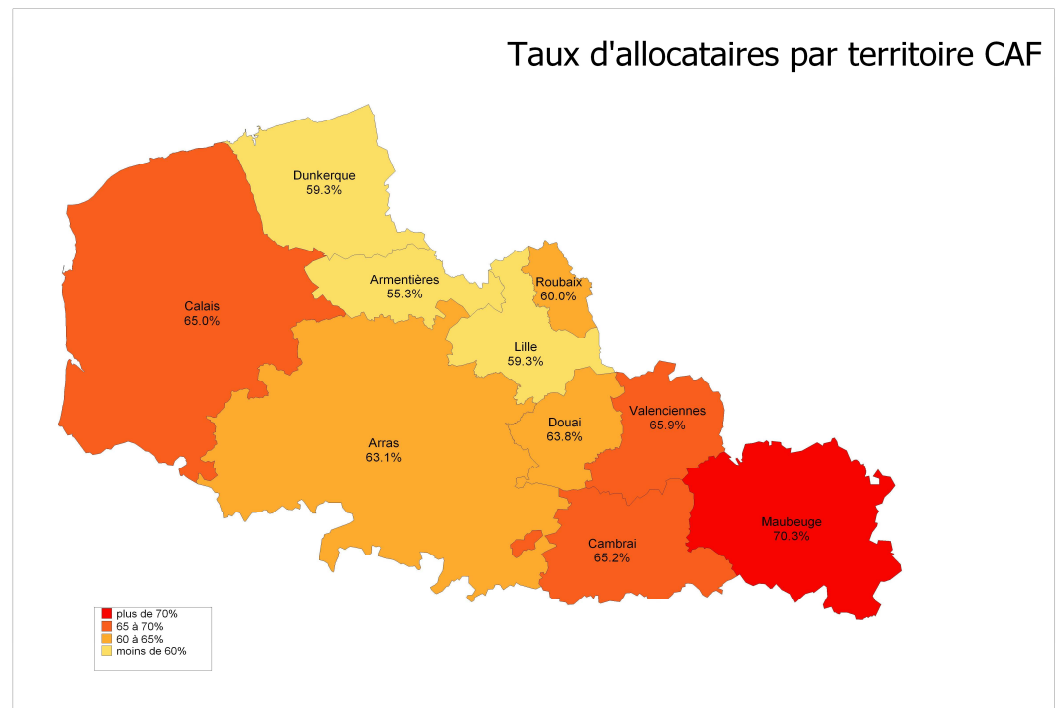 Taux d'allocataires par territoire CAF
Dunkerque
59.3%
Armentières
55.3%
Roubaix
60.0%
Calais
65.0%
Lille
59.3%
Valenciennes
65.9%
Douai
63.8%
Arras
63.1%
Maubeuge
70.3%
Cambrai
65.2%
plus de 70%
65 à 70%
60 à 65%
moins de 60%